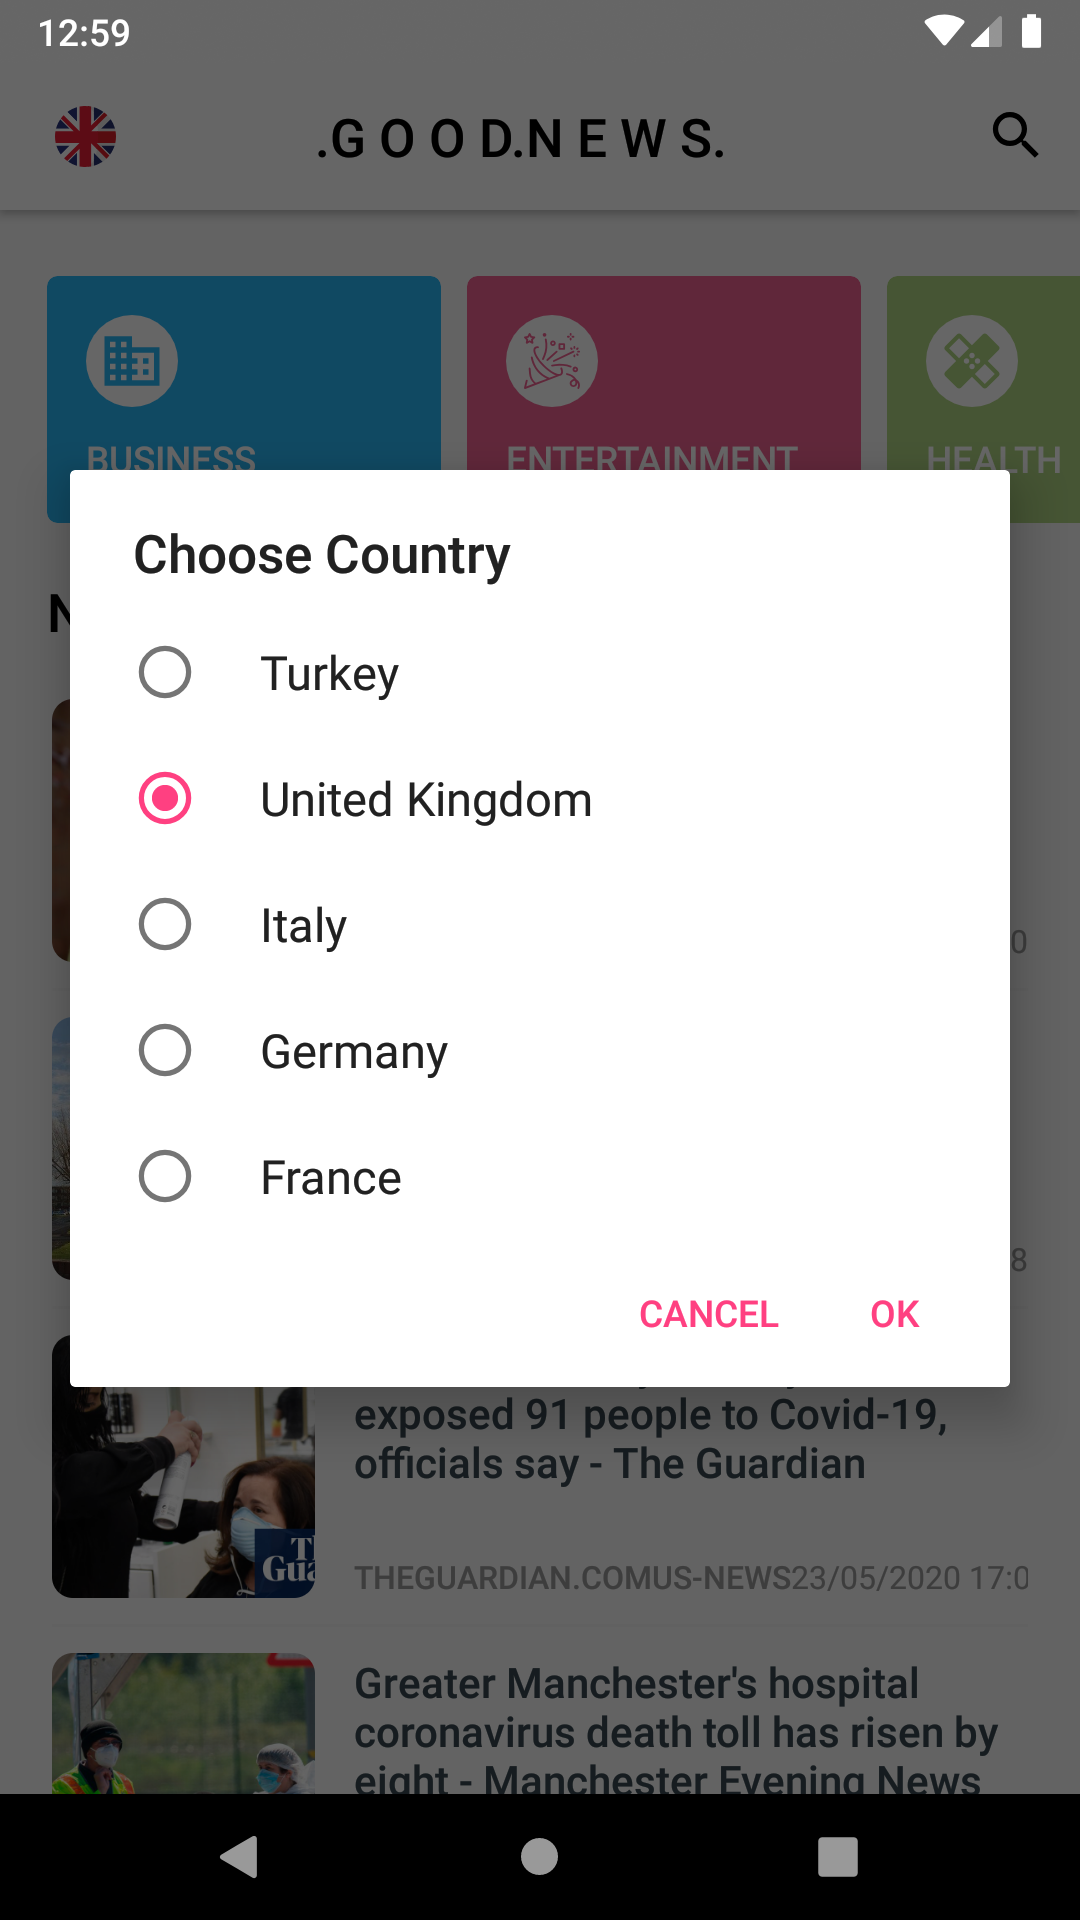 12:59
.G O O D.N E W S.
BUSINESS
ENTERTAINMENT
HEALTH
Choose Country
Turkey
United Kingdom
Italy
0
Germany
France
8
CANCEL
OK
exposed 91 people to Covid-19,
officials say - The Guardian
THEGUARDIAN.COMUS-NEWS23/05/2020 17:0
Greater Manchester's hospital
coronavirus death toll has risen by
eight - Manchester Evening News